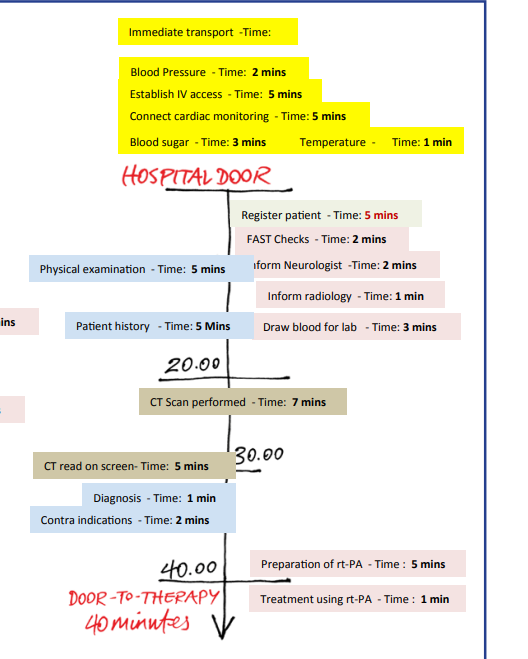 Immediate transport -Time:
Blood Pressure - Time: 2 mins
Establish IV access - Time: 5 mins
Connect cardiac monitoring - Time: 5 mins
Blood sugar - Time: 3 mins Temperature - Time: 1 min
HOSPITAL DOOR
Register patient - Time: 5 mins
FAST Checks - Time: 2 mins
Physical examination - Time: 5 mins nform Neurologist -Time: 2 mins
Inform radiology - Time: 1 min
ins Patient history - Time: 5 Mins Draw blood for lab - Time: 3 mins
20.00
CT Scan performed - Time: 7 mins
30.00
CT read on screen- Time: 5 mins
Diagnosis - Time: 1 min
Contra indications - Time: 2 mins
40.00 Preparation of rt-PA - Time : 5 mins
DOOR-TO-THERAPY Treatment using rt-PA - Time : 1 min
40 minutes